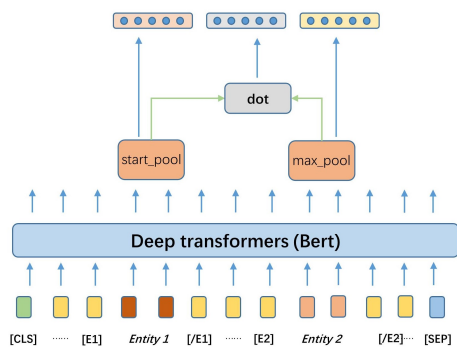 dot
start_pool max_pool
Deep transformers (Bert)
[CLS] ...... [E1] Entity 1 [/E1] ...... [E2] Entity 2 [/E2]···· [SEP]